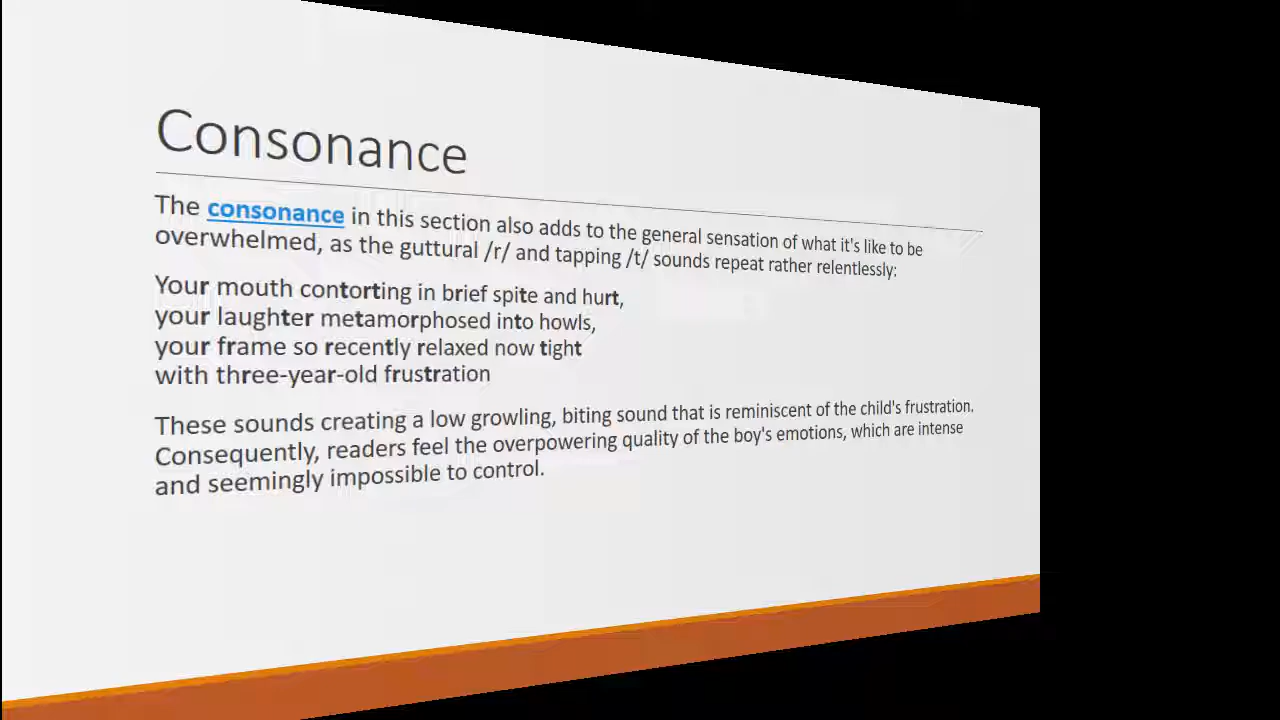 Consonance
The consonance in this section also adds to the general sensation of what it's like to be
overwhelmed, as the guttural /r/ and tapping /t/ sounds repeat rather relentlessly:
Your mouth contorting in brief spite and hurt,
your laughter metamorphosed into howls,
your frame so recently relaxed now tight
with three-year-old frustration
These sounds creating a low growling, biting sound that is reminiscent of the child's frustration.
Consequently, readers feel the overpowering quality of the boy's emotions, which are intense
and seemingly impossible to control.